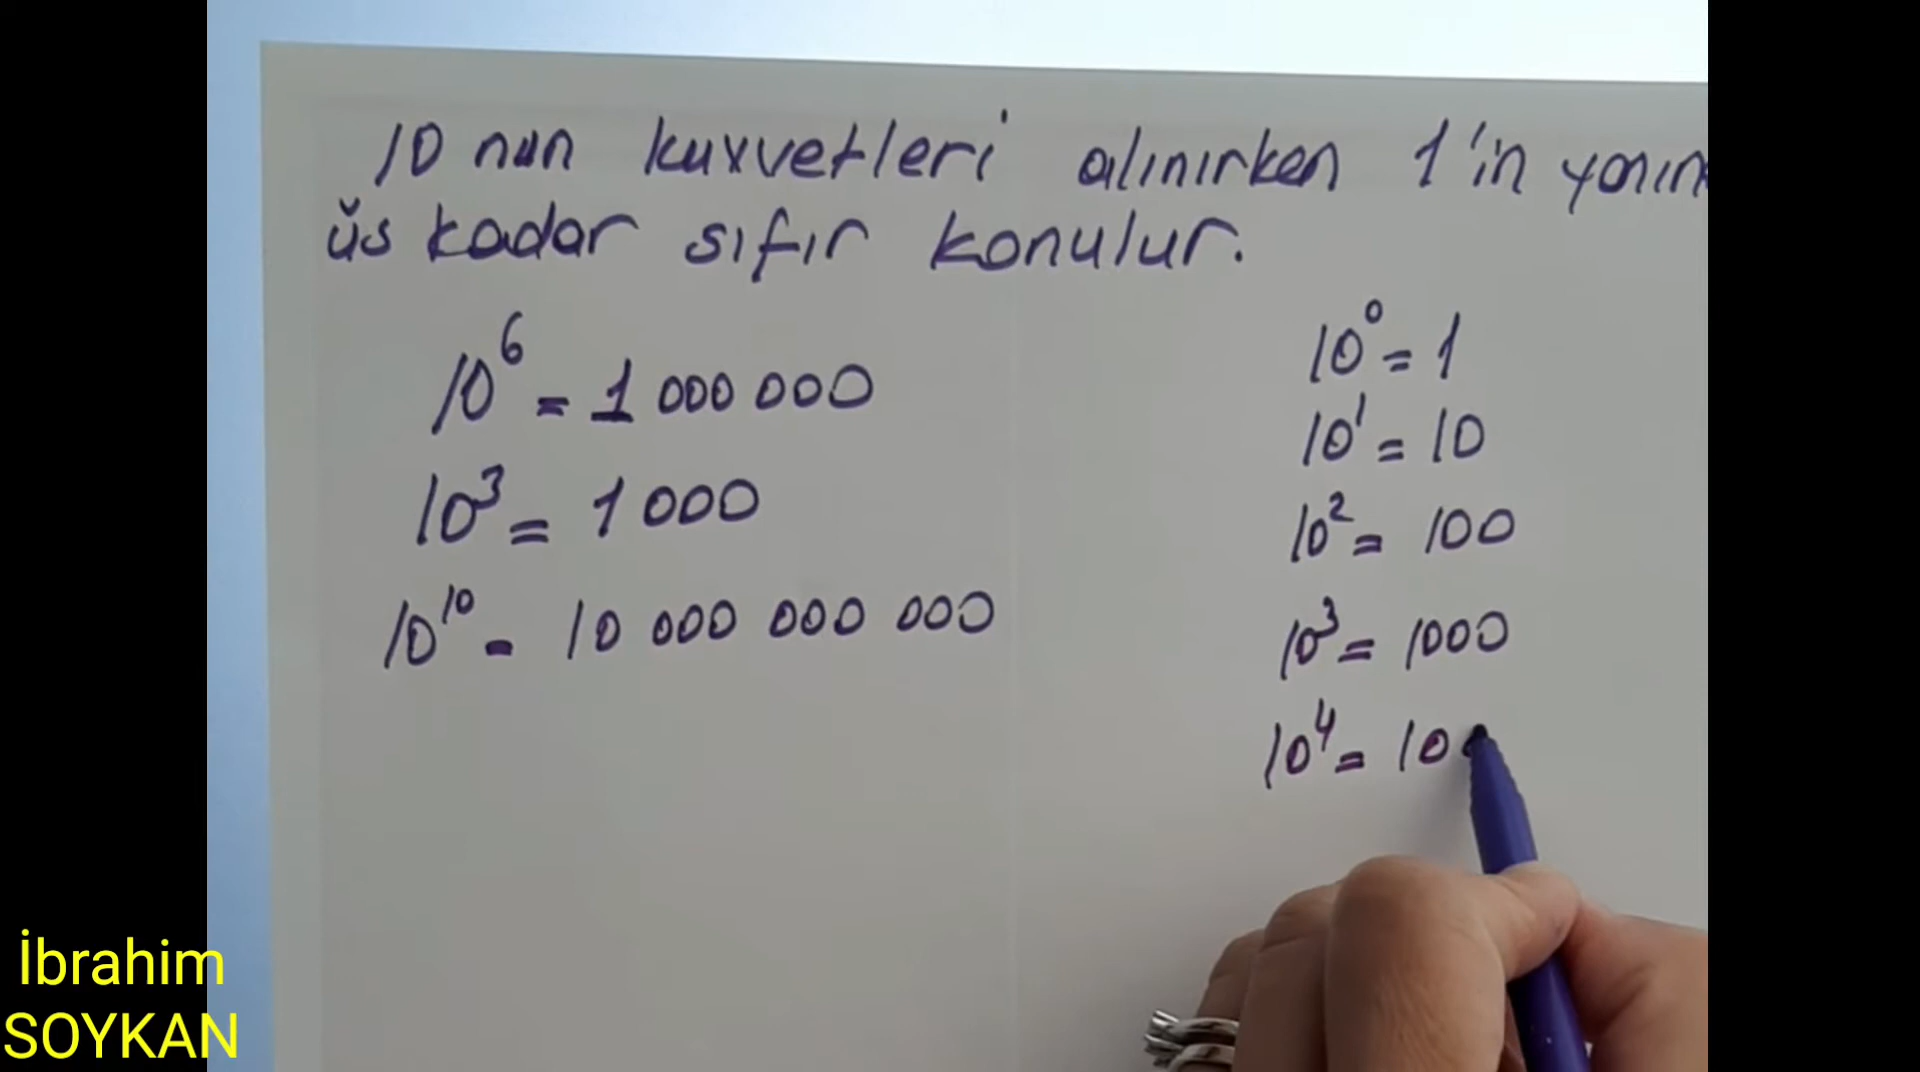 10 nun kuvvetleri alınırken 1'in
üs kadar sıfır konulur.
10⁶ = 1 000 000
10³ = 1 000
10¹⁰ = 10 000 000 000
10⁰ = 1
10¹ = 10
10² = 100
10³ = 1000
10⁴ = 10
İbrahim
SOYKAN